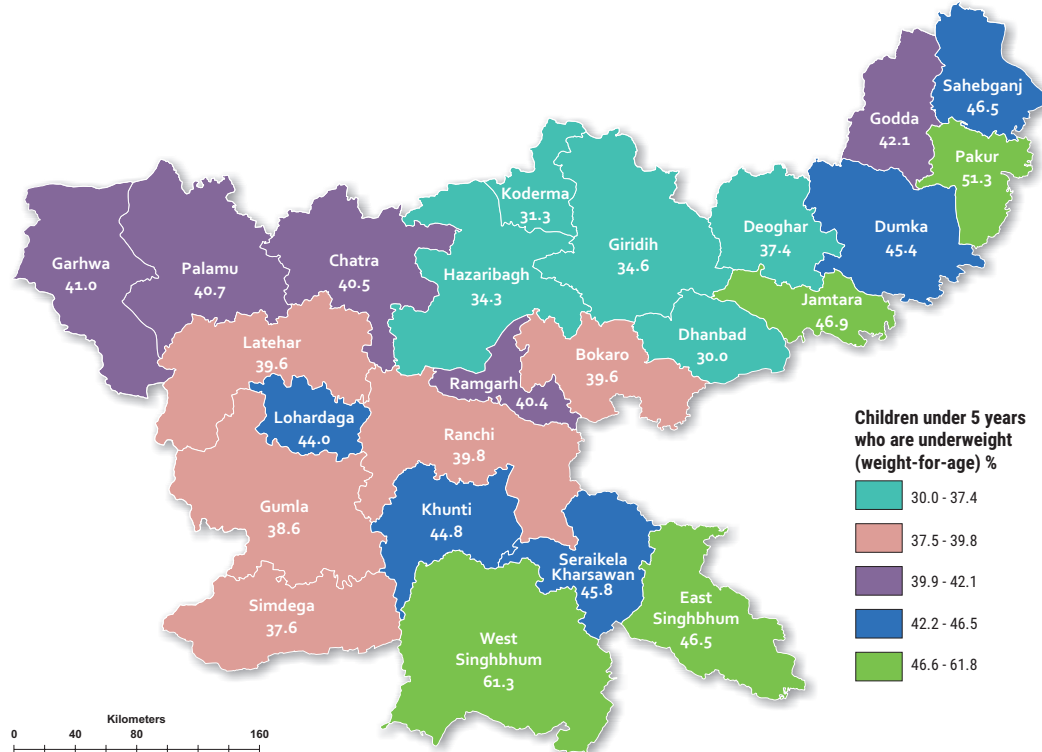 Sahebganj
46.5
Godda
42.1
Pakur
51.3
Koderma
31.3
Giridih
34.6
Deoghar
37.4
Dumka
45.4
Garhwa
41.0
Palamu
40.7
Chatra
40.5
Hazaribagh
34.3
Jamtara
46.9
Dhanbad
30.0
Latehar
39.6
Ramgarh
40.4
Bokaro
39.6
Lohardaga
44.0
Ranchi
39.8
Gumla
38.6
Khunti
44.8
Seraikela
Kharsawan
45.8
Simdega
37.6
West
Singhbhum
61.3
East
Singhbhum
46.5
Children under 5 years
who are underweight
(weight-for-age) %
30.0 - 37.4
37.5 - 39.8
39.9 - 42.1
42.2 - 46.5
46.6 - 61.8
Kilometers
0 40 80 160